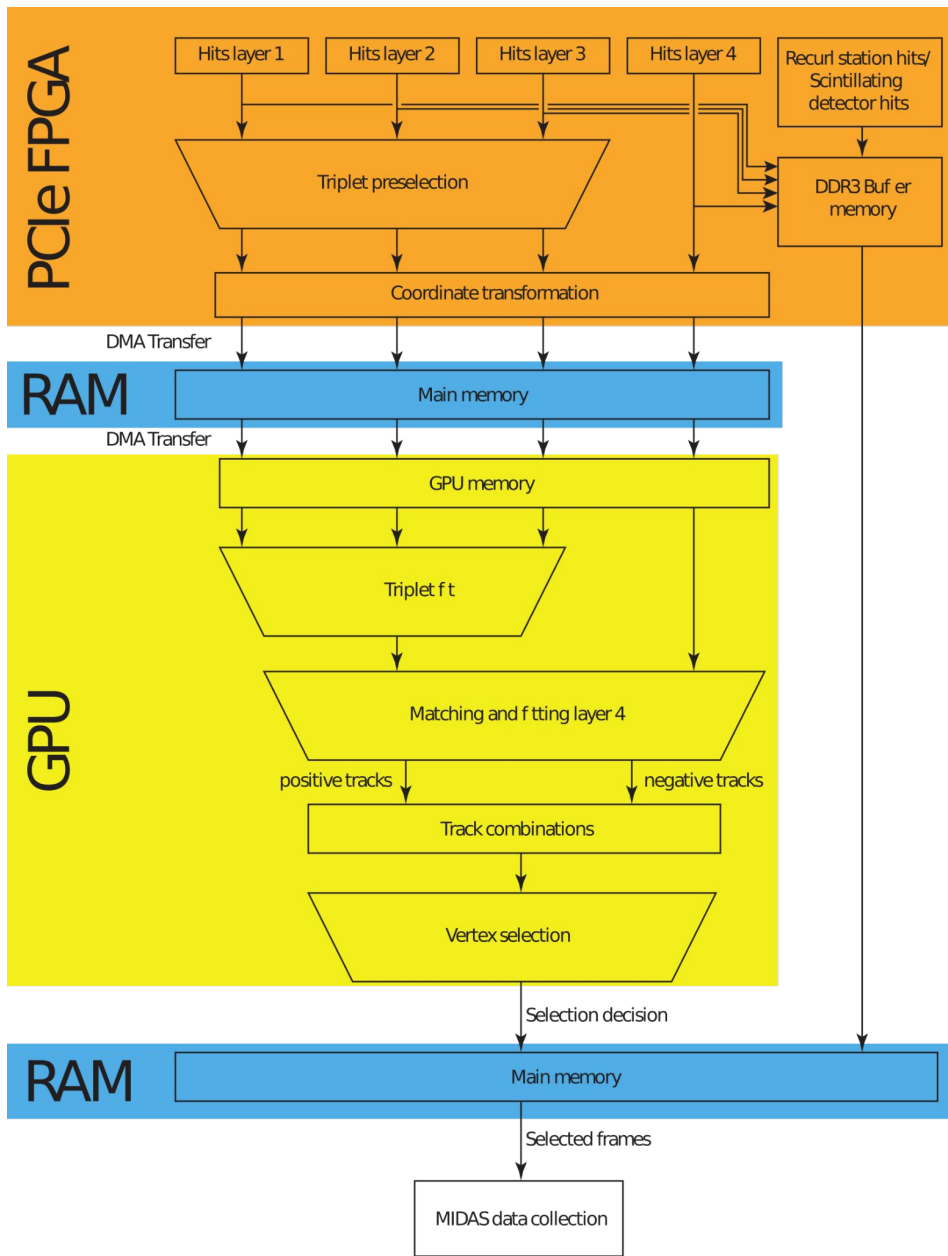 PCIe FPGA
Hits layer 1
Hits layer 2
Hits layer 3
Hits layer 4
Recurl station hits/
Scintillating
detector hits
Triplet preselection
DDR3 Buf er
memory
Coordinate transformation
DMA Transfer
RAM
Main memory
DMA Transfer
GPU
GPU memory
Triplet f t
Matching and f tting layer 4
positive tracks
negative tracks
Track combinations
Vertex selection
Selection decision
RAM
Main memory
Selected frames
MIDAS data collection